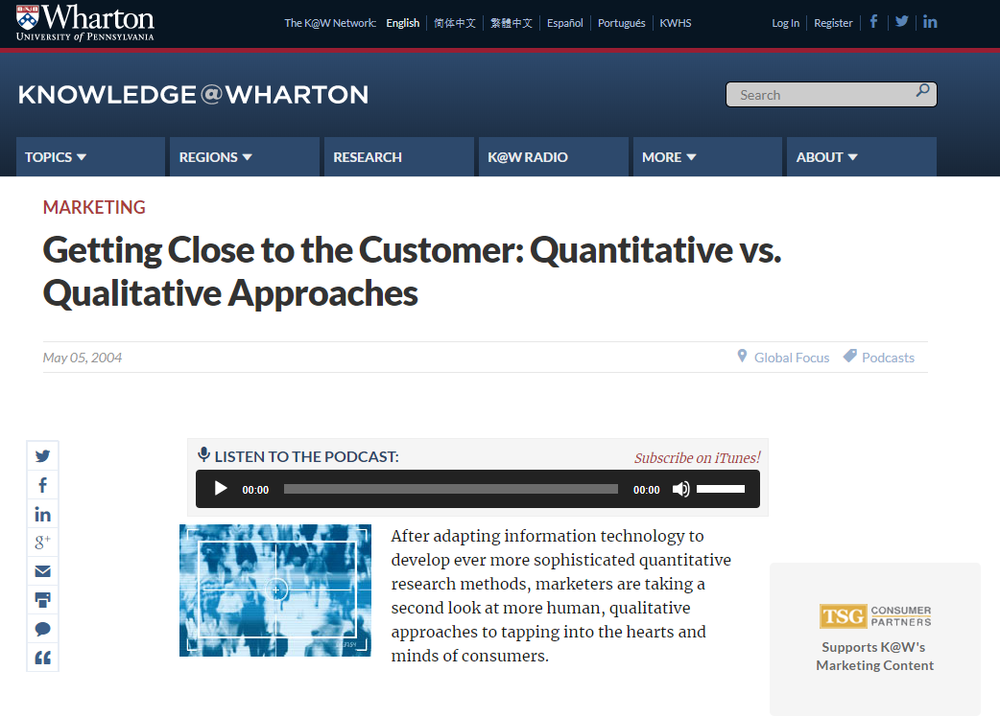 Wharton
UNIVERSITY of PENNSYLVANIA
The K@W Network: English 简体中文 繁體中文 Español Portugués KWHS
Log In Register
KNOWLEDGE@WHARTON
Search
TOPICS REGIONS RESEARCH K@W RADIO MORE ABOUT
MARKETING
Getting Close to the Customer: Quantitative vs.
Qualitative Approaches
May 05, 2004
Global Focus Podcasts
LISTEN TO THE PODCAST:
Subscribe on iTunes!
00:00 00:00
After adapting information technology to
develop ever more sophisticated quantitative
research methods, marketers are taking a
second look at more human, qualitative
approaches to tapping into the hearts and
minds of consumers.
TSG CONSUMER
PARTNERS
Supports K@W's
Marketing Content